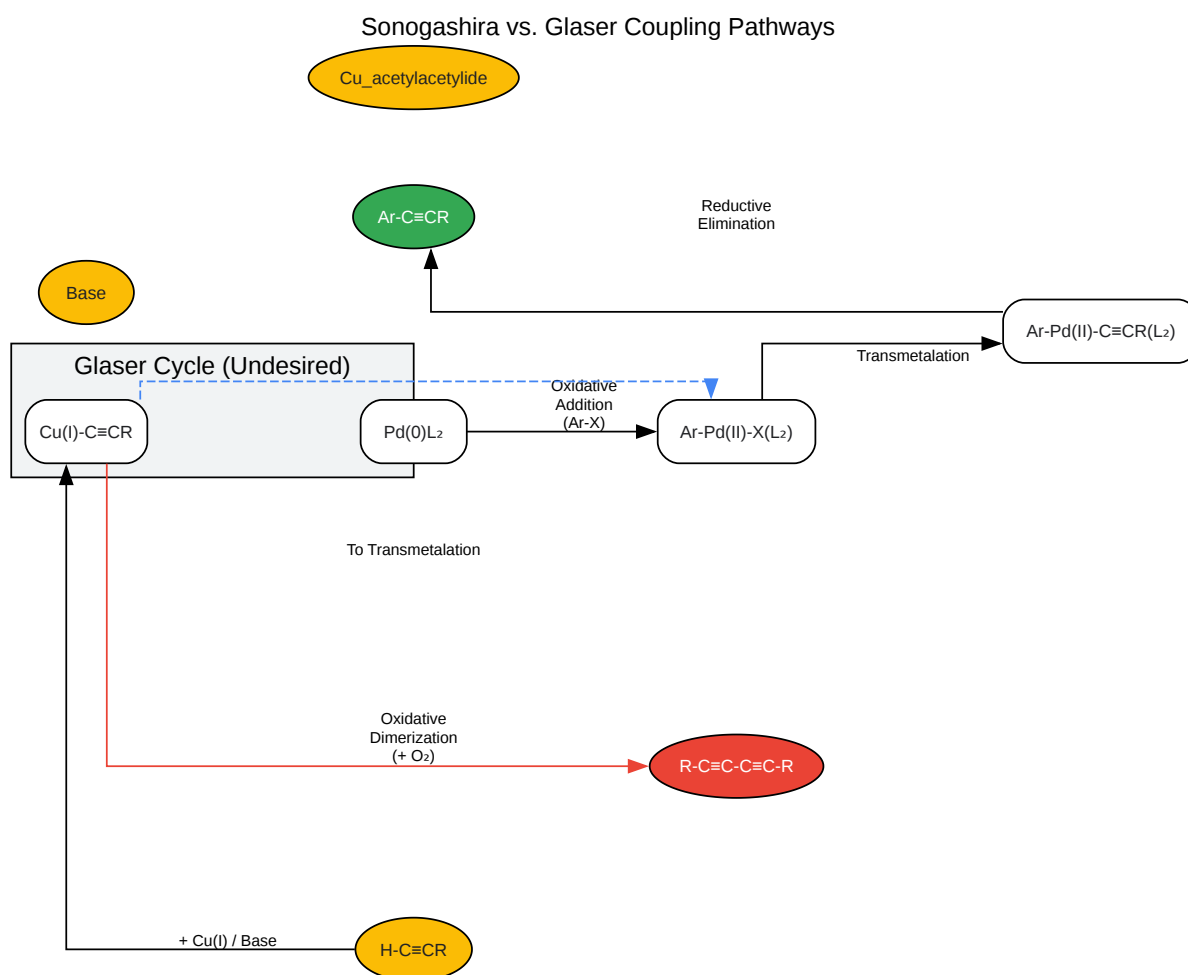 Sonogashira vs. Glaser Coupling Pathways
Cu_acetylacetylide
Ar-C≡CR
Reductive
Elimination
Base
Ar-Pd(II)-C≡CR(L₂)
Transmetalation
Glaser Cycle (Undesired)
Oxidative
Addition
(Ar-X)
Cu(I)-C≡CR
Pd(0)L₂
Ar-Pd(II)-X(L₂)
To Transmetalation
Oxidative
Dimerization
(+ O₂)
R-C≡C-C≡C-R
+ Cu(I) / Base
H-C≡CR